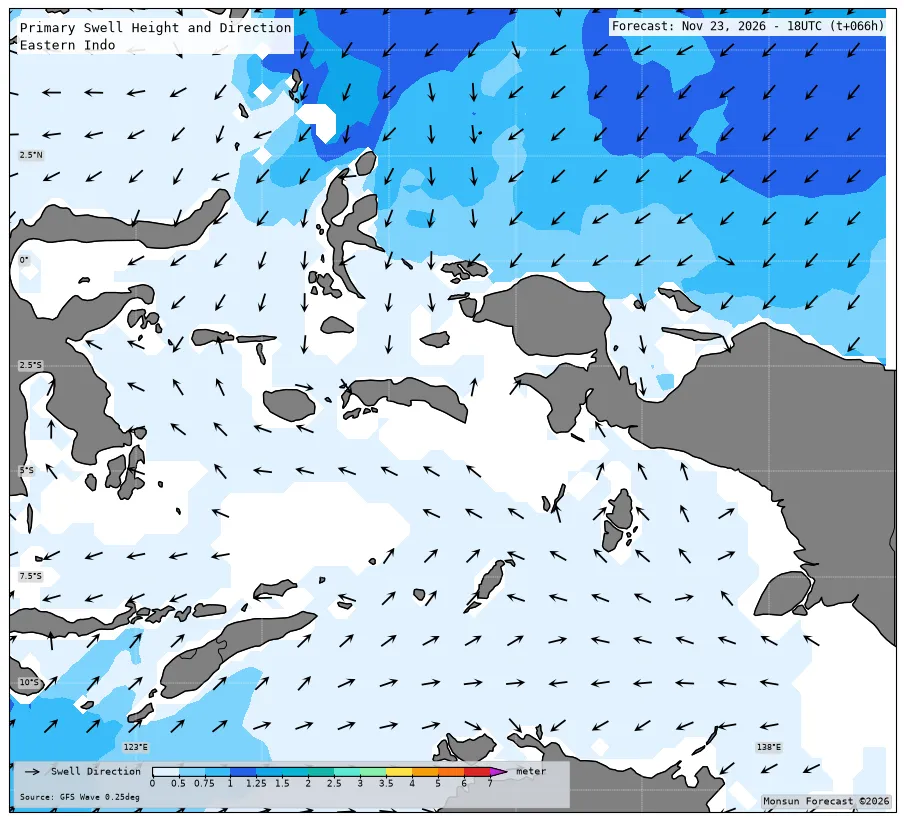 Primary Swell Height and Direction
Eastern Indo
Forecast: Nov 23, 2026 - 18UTC (t+066h)
2.5°N
0°
2.5°S
5°S
7.5°S
10°S
123°E
138°E
Swell Direction
0 0.5 0.75 1 1.25 1.5 2 2.5 3 3.5 4 5 6 7
meter
Source: GFS Wave 0.25deg
Monsun Forecast ©2026